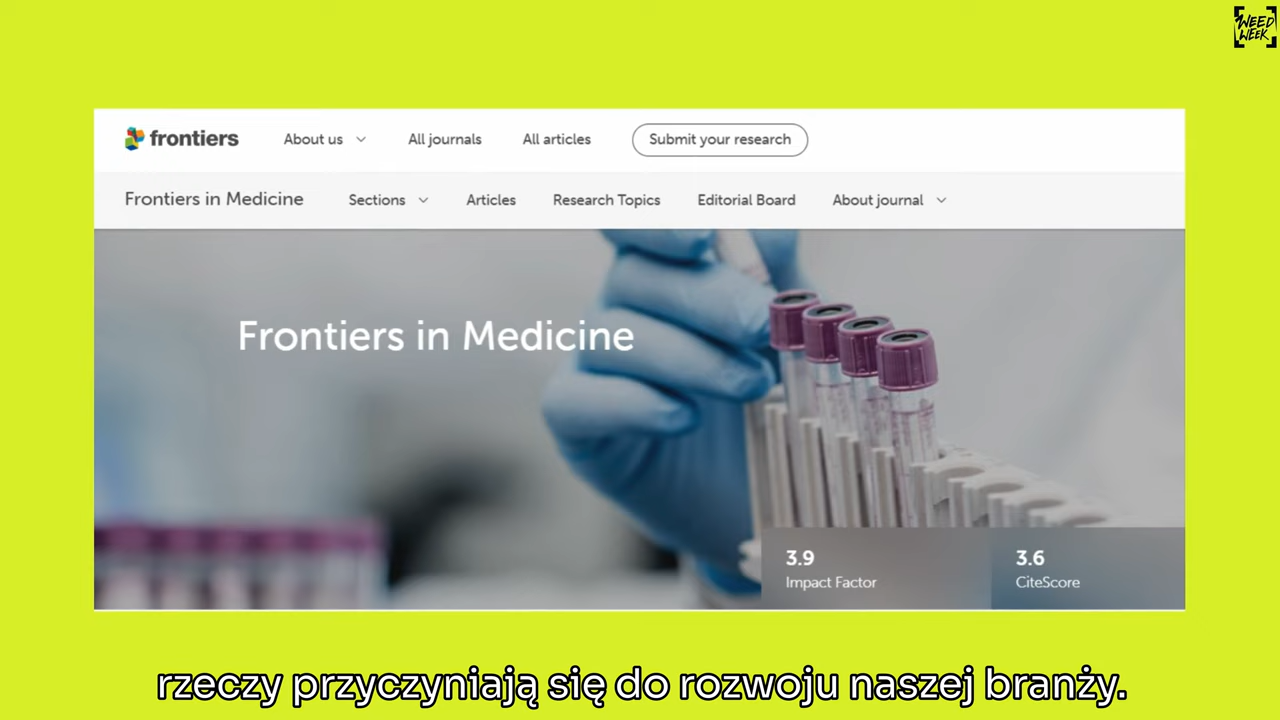 WEED
WEEK
frontiers About us All journals All articles Submit your research
Frontiers in Medicine Sections Articles Research Topics Editorial Board About journal
Frontiers in Medicine
3.9 3.6
Impact Factor CiteScore
rzeczy przyczyniają się do rozwoju naszej branży.